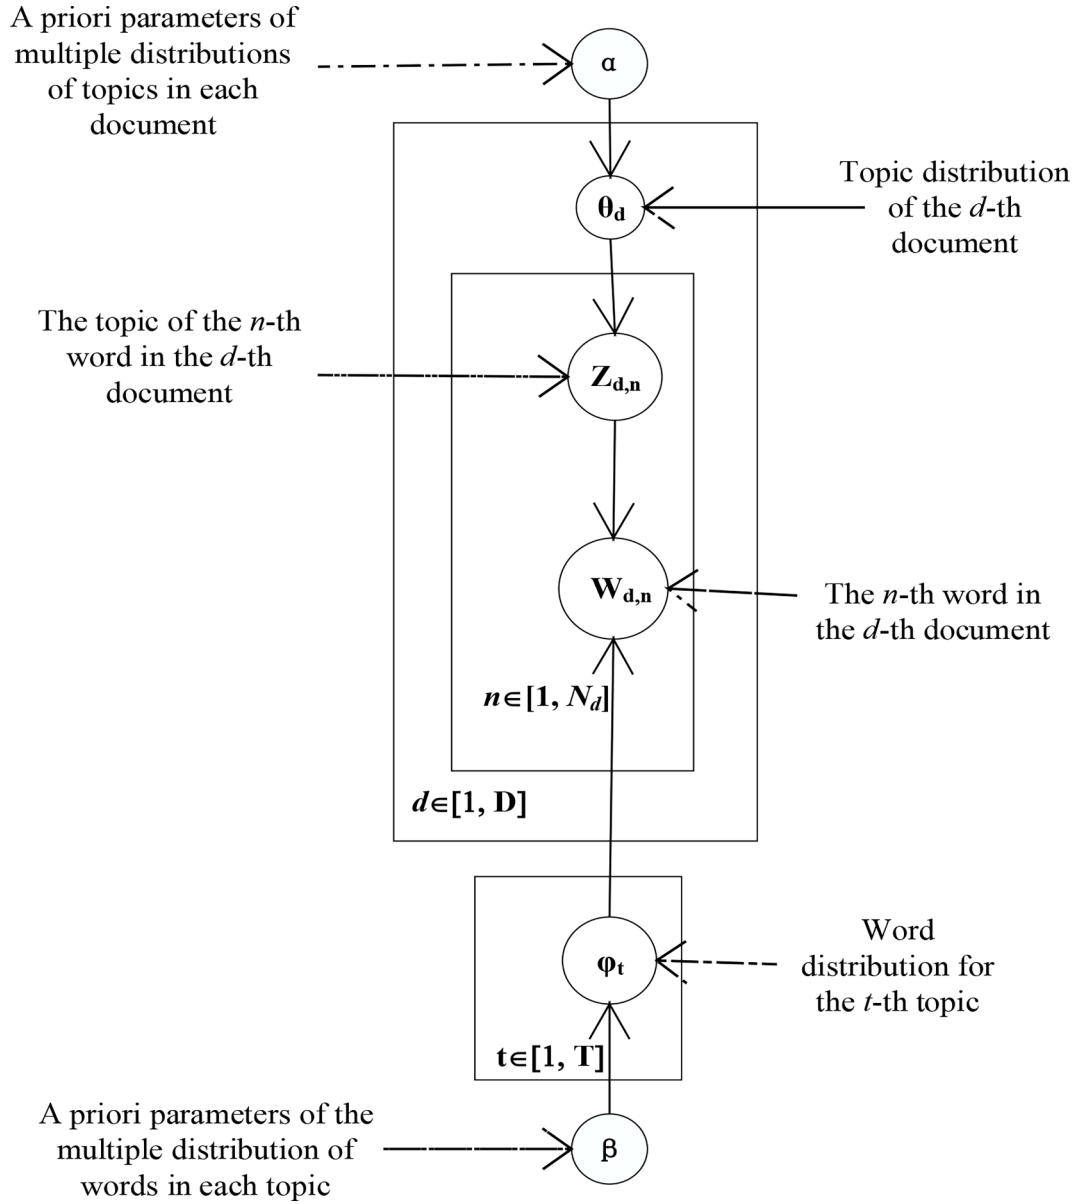 A priori parameters of
multiple distributions
of topics in each
document
α
Topic distribution
of the d-th
document
θd
The topic of the n-th
word in the d-th
document
Zd,n
Wd,n
The n-th word in
the d-th document
n∈[1, Nd]
d∈[1, D]
Word
distribution for
the t-th topic
φt
t∈[1, T]
A priori parameters of the
multiple distribution of
words in each topic
β